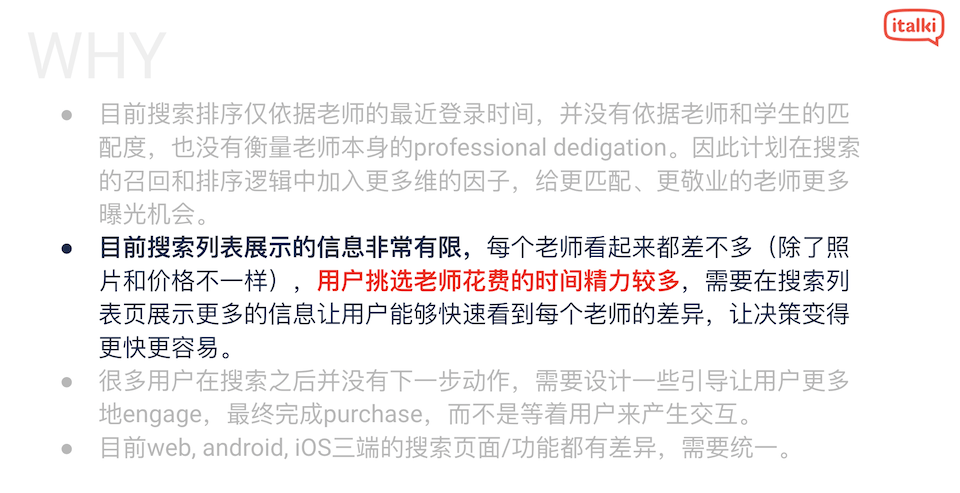 italki
WHY
● 目前搜索排序仅依据老师的最近登录时间，并没有依据老师和学生的匹
配度，也没有衡量老师本身的professional dedigation。因此计划在搜索
的召回和排序逻辑中加入更多维的因子，给更匹配、更敬业的老师更多
曝光机会。
● 目前搜索列表展示的信息非常有限，每个老师看起来都差不多（除了照
片和价格不一样），用户挑选老师花费的时间精力较多，需要在搜索列
表页展示更多的信息让用户能够快速看到每个老师的差异，让决策变得
更快更容易。
● 很多用户在搜索之后并没有下一步动作，需要设计一些引导让用户更多
地engage，最终完成purchase，而不是等着用户来产生交互。
● 目前web, android, iOS三端的搜索页面/功能都有差异，需要统一。